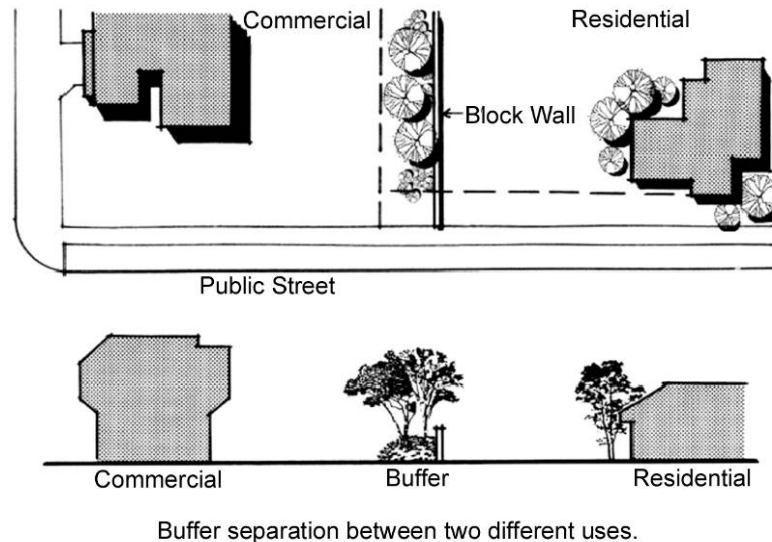 Commercial
Residential
Block Wall
Public Street
Commercial
Buffer
Residential
Buffer separation between two different uses.